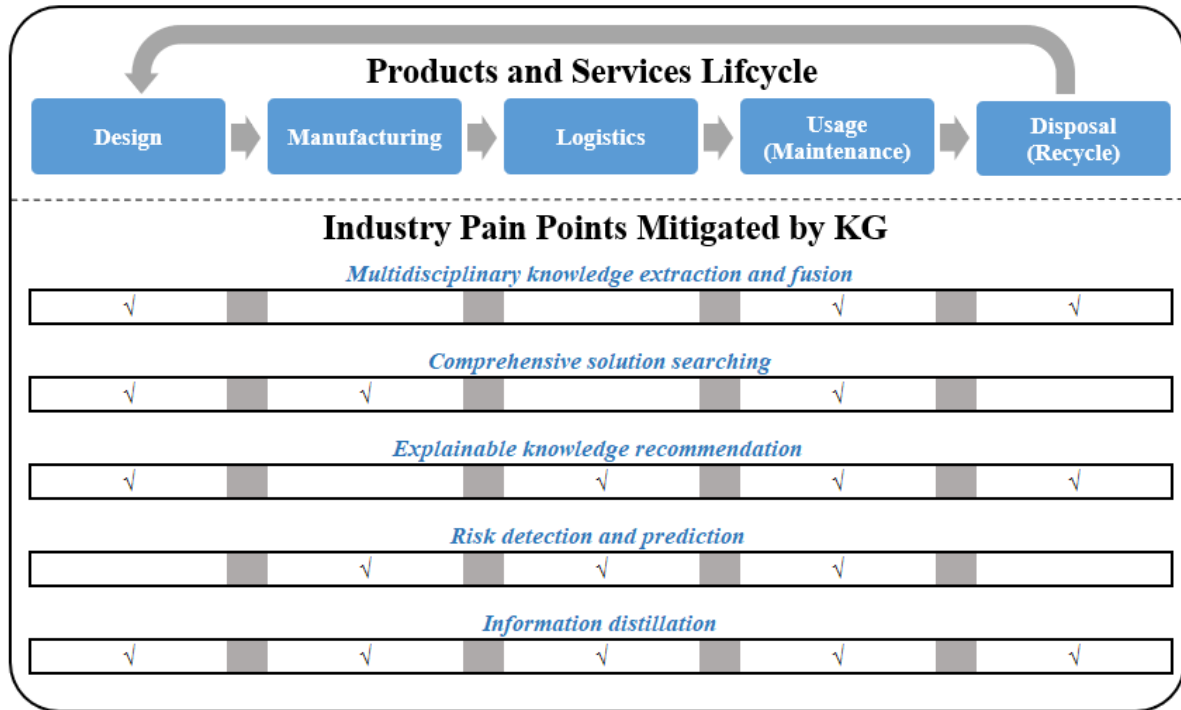 Products and Services Lifcycle
Design
Manufacturing
Logistics
Usage
(Maintenance)
Disposal
(Recycle)
Industry Pain Points Mitigated by KG
Multidisciplinary knowledge extraction and fusion
√ √ √
Comprehensive solution searching
√ √ √
Explainable knowledge recommendation
√ √ √ √
Risk detection and prediction
√ √ √
Information distillation
√ √ √ √ √